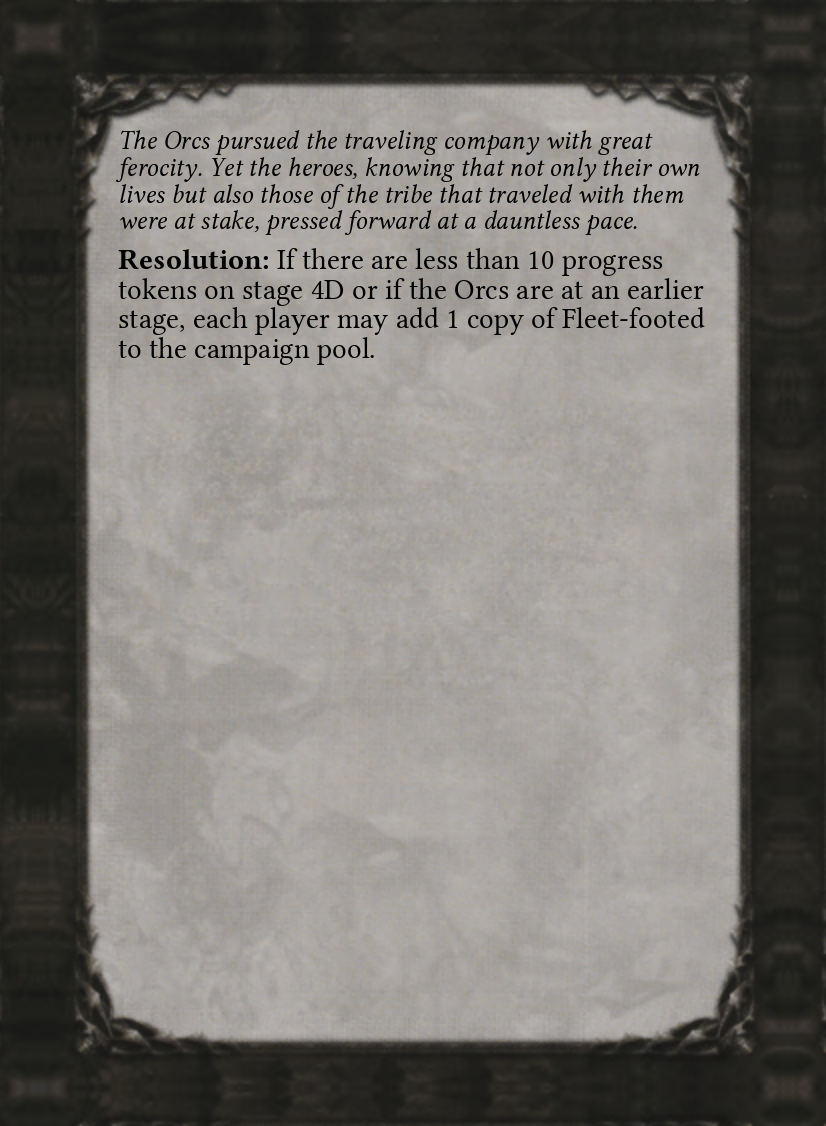 The Orcs pursued the traveling company with great
ferocity. Yet the heroes, knowing that not only their own
lives but also those of the tribe that traveled with them
were at stake, pressed forward at a dauntless pace.
Resolution: If there are less than 10 progress
tokens on stage 4D or if the Orcs are at an earlier
stage, each player may add 1 copy of Fleet-footed
to the campaign pool.